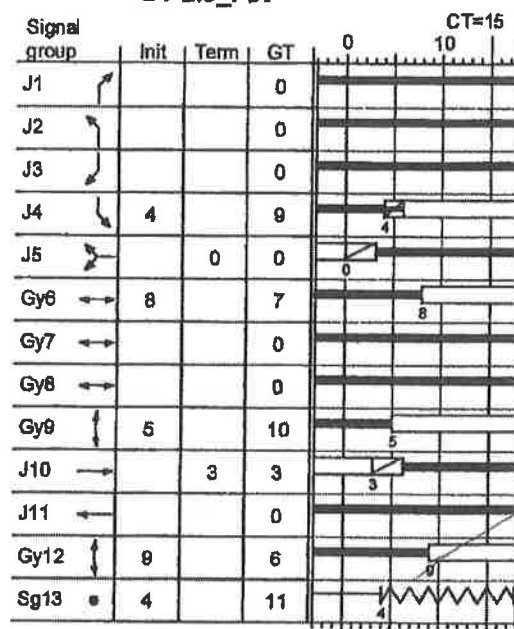 CT=15
Signal group Init Term GT 0 10
J1 0
J2 0
J3 0
J4 4 9 4
J5 0 0 0
Gy6 8 7 8
Gy7 0
Gy8 0
Gy9 5 10 5
J10 3 3 3
J11 0
Gy12 9 6 9
Sg13 4 11 4